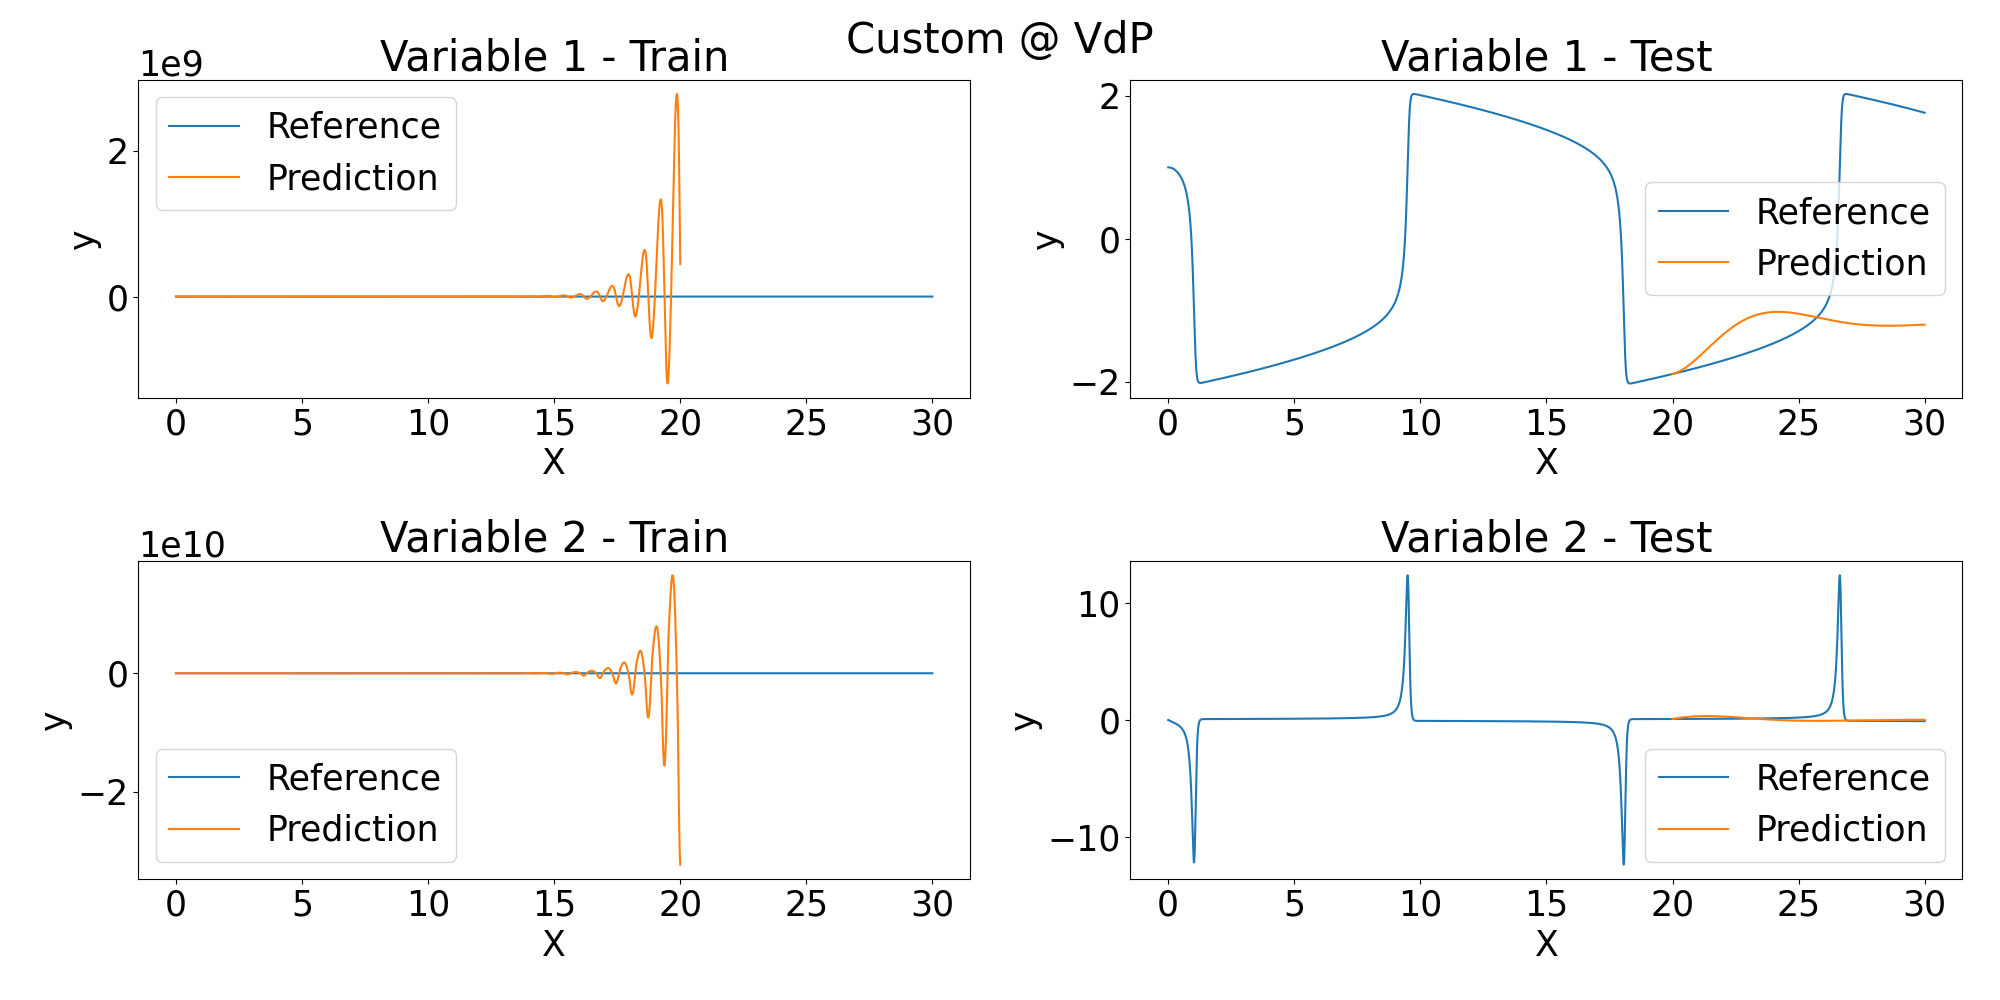 Custom @ VdP
Variable 1 - Train
1e9
2
0
y
Reference
Prediction
0 5 10 15 20 25 30
X
Variable 1 - Test
2
0
−2
y
Reference
Prediction
0 5 10 15 20 25 30
X
Variable 2 - Train
1e10
0
−2
y
Reference
Prediction
0 5 10 15 20 25 30
X
Variable 2 - Test
10
0
−10
y
Reference
Prediction
0 5 10 15 20 25 30
X